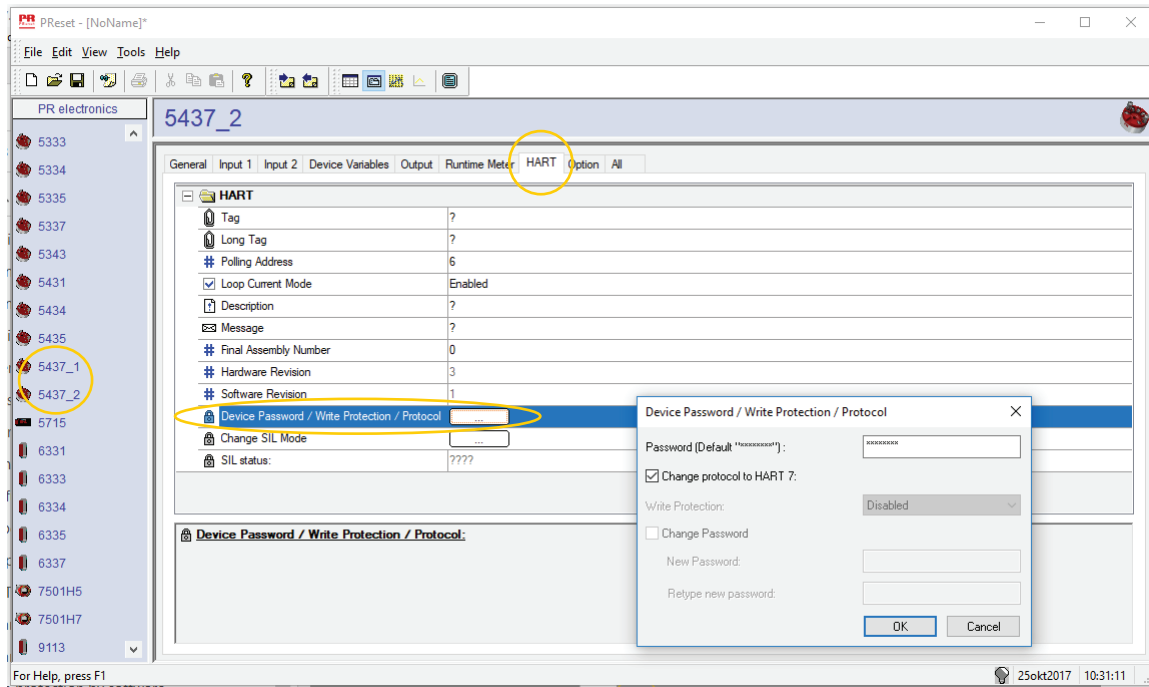 PReset - [NoName]*
File Edit View Tools Help
PR electronics
5333
5334
5335
5337
5343
5431
5434
5435
5437_1
5437_2
5715
6331
6333
6334
6335
6337
7501H5
7501H7
9113
5437_2
General Input 1 Input 2 Device Variables Output Runtime Meter HART Option All
HART
Tag ?
Long Tag ?
Polling Address 6
Loop Current Mode Enabled
Description ?
Message ?
Final Assembly Number 0
Hardware Revision 3
Software Revision 1
Device Password / Write Protection / Protocol ...
Change SIL Mode ...
SIL status: ????
Device Password / Write Protection / Protocol:
Device Password / Write Protection / Protocol
Password (Default "********") : ********
Change protocol to HART 7:
Write Protection: Disabled
Change Password
New Password:
Retype new password:
OK Cancel
For Help, press F1 25okt2017 10:31:11